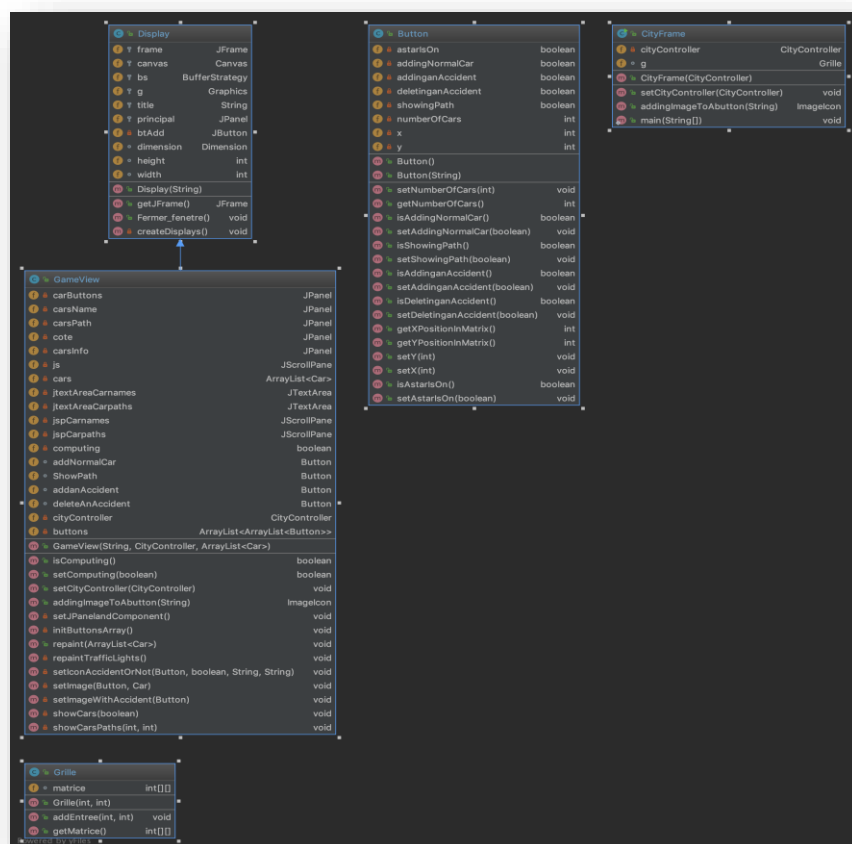 Display
frame JFrame
canvas Canvas
bs BufferStrategy
g Graphics
title String
principal JPanel
btAdd JButton
dimension Dimension
height int
width int
Display(String)
getJFrame() JFrame
Fermer_fenetre() void
createDisplays() void
Button
astarIsOn boolean
addingNormalCar boolean
addinganAccident boolean
deletinganAccident boolean
showingPath boolean
numberOfCars int
x int
y int
Button()
Button(String)
setNumberOfCars(int) void
getNumberOfCars() int
isAddingNormalCar() boolean
setAddingNormalCar(boolean) void
isShowingPath() boolean
setShowingPath(boolean) void
isAddinganAccident() boolean
setAddinganAccident(boolean) void
isDeletinganAccident() boolean
setDeletinganAccident(boolean) void
getXPositionInMatrix() int
getYPositionInMatrix() int
setY(int) void
setX(int) void
isAstarIsOn() boolean
setAstarIsOn(boolean) void
CityFrame
cityController CityController
g Grille
CityFrame(CityController)
setCityController(CityController) void
addingImageToAbutton(String) ImageIcon
main(String[]) void
GameView
carButtons JPanel
carsName JPanel
carsPath JPanel
cote JPanel
carsInfo JPanel
js JScrollPane
cars ArrayList<Car>
jtextAreaCarnames JTextArea
jtextAreaCarpaths JTextArea
jspCarnames JScrollPane
jspCarpaths JScrollPane
computing boolean
addNormalCar Button
ShowPath Button
addanAccident Button
deleteAnAccident Button
cityController CityController
buttons ArrayList<ArrayList<Button>>
GameView(String, CityController, ArrayList<Car>)
isComputing() boolean
setComputing(boolean) boolean
setCityController(CityController) void
addingImageToAbutton(String) ImageIcon
setJPanelandComponent() void
initButtonsArray() void
repaint(ArrayList<Car>) void
repaintTrafficLights() void
setIconAccidentOrNot(Button, boolean, String, String) void
setImage(Button, Car) void
setImageWithAccident(Button) void
showCars(boolean) void
showCarsPaths(int, int) void
Grille
matrice int[][]
Grille(int, int)
addEntree(int, int) void
getMatrice() int[][]
Powered by yFiles